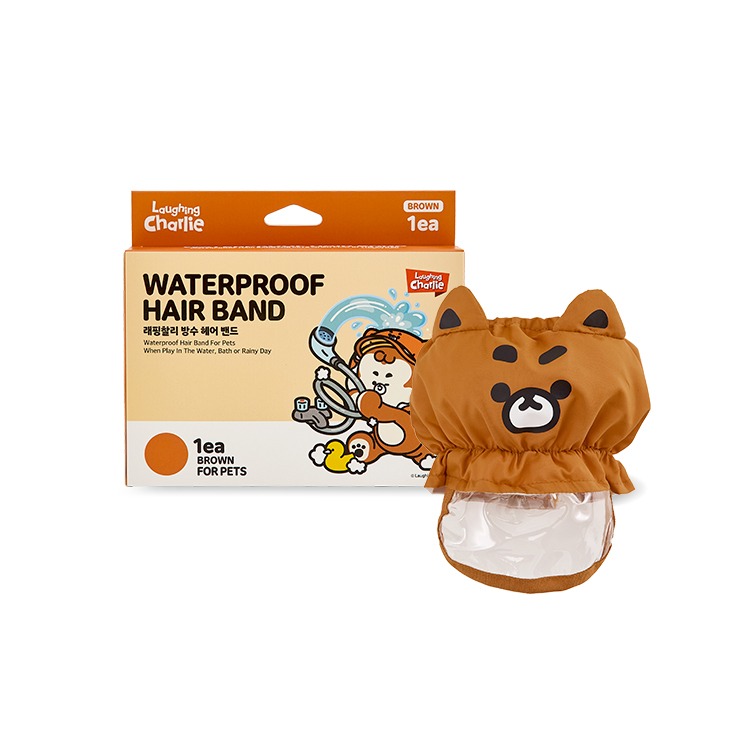 Laughing
Charlie
BROWN
1ea
WATERPROOF
HAIR BAND
래핑찰리 방수 헤어 밴드
Waterproof Hair Band For Pets
When Play In The Water, Bath or Rainy Day
Laughing
Charlie
1ea
BROWN
FOR PETS